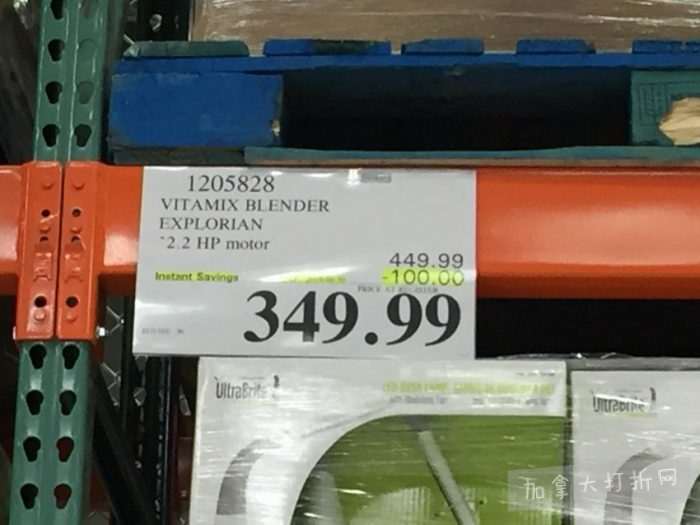 1205828
VITAMIX BLENDER
EXPLORIAN
2.2 HP motor
449.99
Instant Savings
-100.00
349.99
UltraBrite
UltraBrite
加拿大打折网